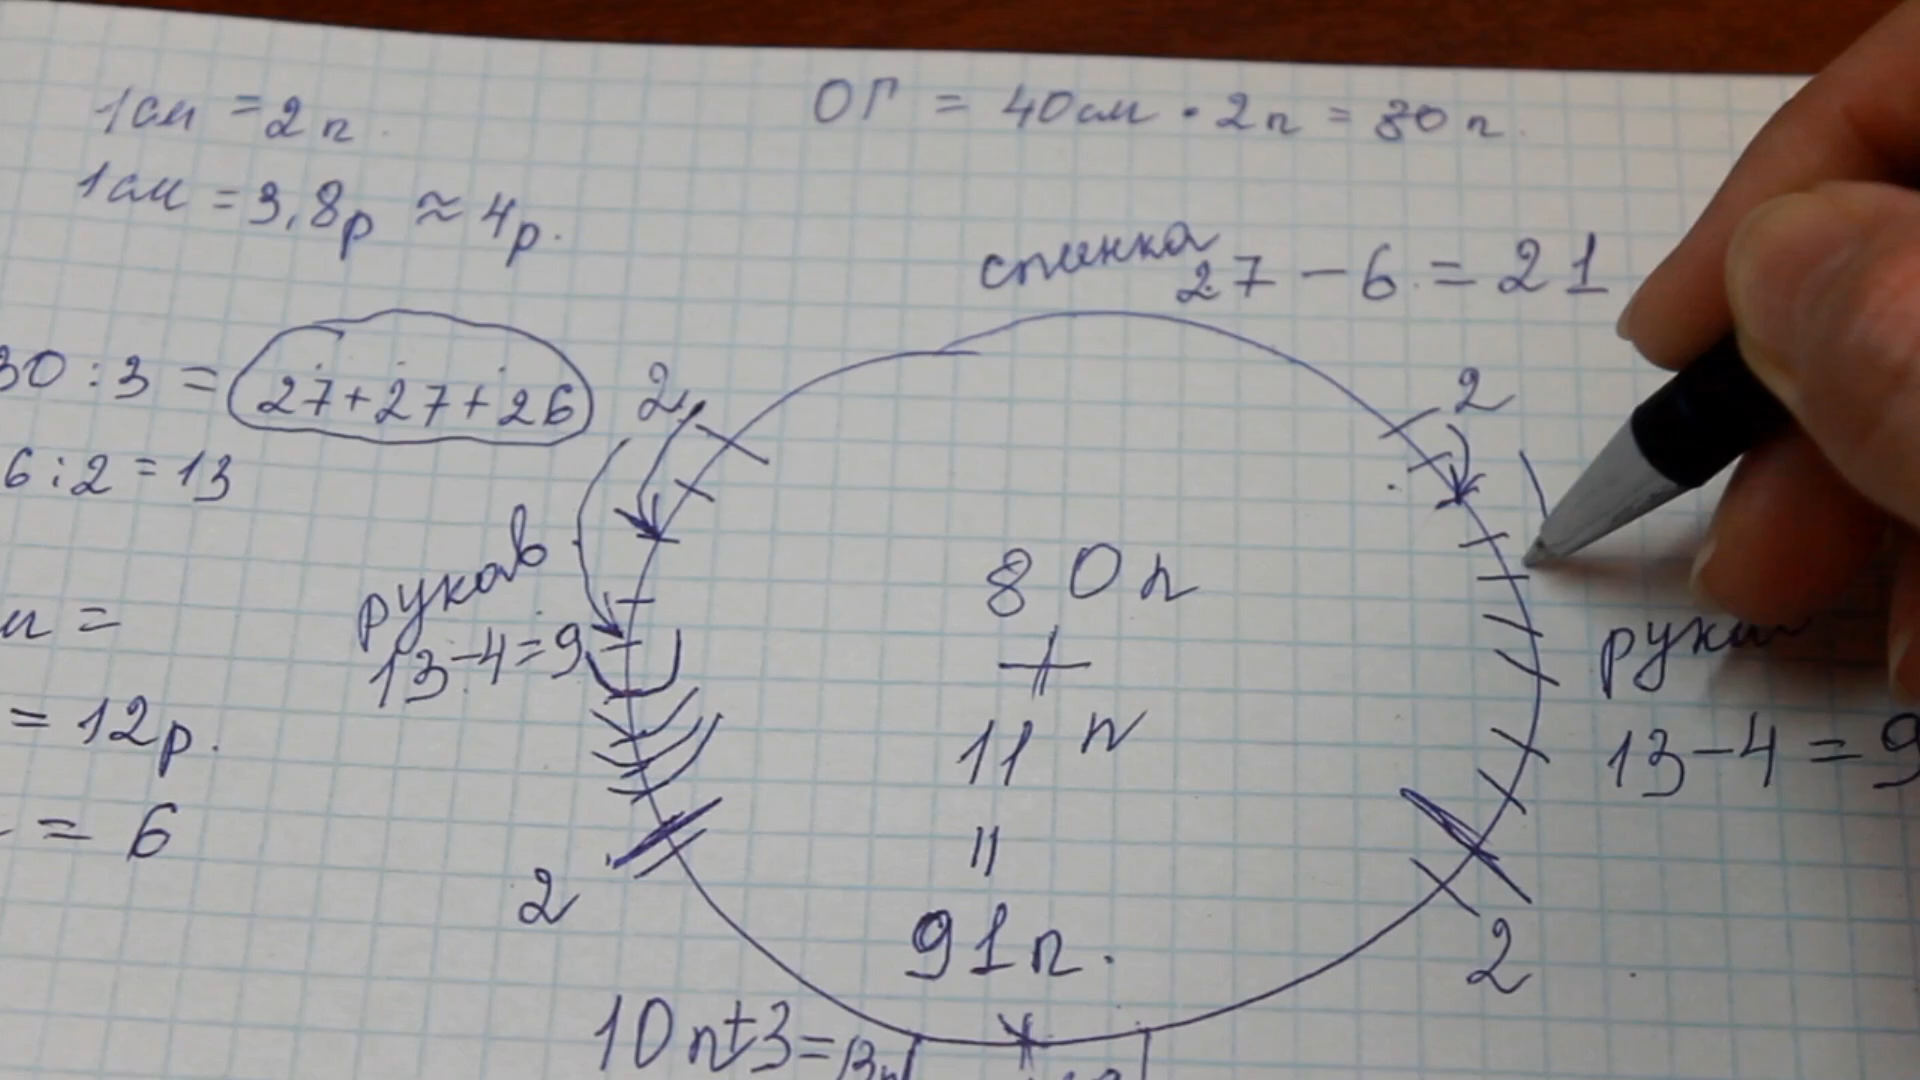 1см = 2п.
ОГ = 40см · 2п = 80п.
1см = 3,8р ≈ 4р.
спинка
27 - 6 = 21
80 : 3 = 27+27+26
2
2
6 : 2 = 13
рукав
13-4=9
80п
+
11п
=
91п.
рукав
13-4=9
= 12р.
= 6
2
2
10п+3=13п